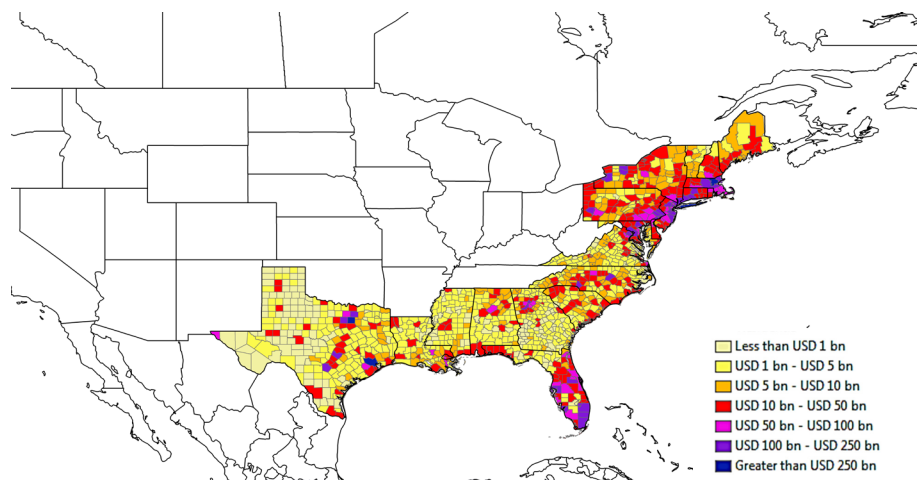 Less than USD 1 bn
USD 1 bn - USD 5 bn
USD 5 bn - USD 10 bn
USD 10 bn - USD 50 bn
USD 50 bn - USD 100 bn
USD 100 bn - USD 250 bn
Greater than USD 250 bn